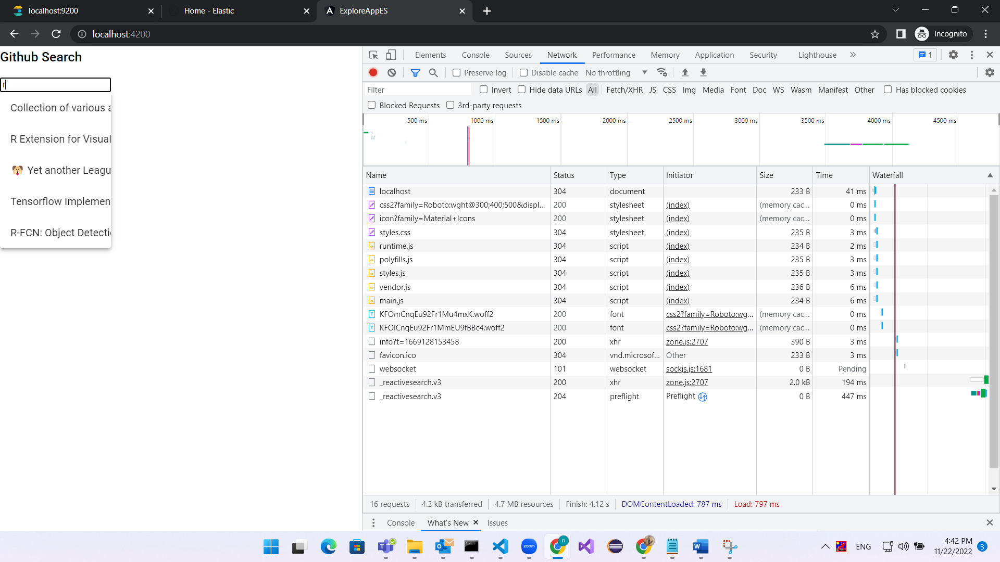 localhost:9200
Home - Elastic
ExploreAppES
localhost:4200
Incognito
Github Search
r
Collection of various a
R Extension for Visual
Yet another Leagu
Tensorflow Implemen
R-FCN: Object Detecti
Elements Console Sources Network Performance Memory Application Security Lighthouse 1
Preserve log Disable cache No throttling
Filter Invert Hide data URLs All Fetch/XHR JS CSS Img Media Font Doc WS Wasm Manifest Other Has blocked cookies
Blocked Requests 3rd-party requests
500 ms 1000 ms 1500 ms 2000 ms 2500 ms 3000 ms 3500 ms 4000 ms 4500 ms
Name Status Type Initiator Size Time Waterfall
localhost 304 document 233 B 41 ms
css2?family=Roboto:wght@300;400;500&displ... 200 stylesheet (index) (memory cac... 0 ms
icon?family=Material+Icons 200 stylesheet (index) (memory cac... 0 ms
styles.css 304 stylesheet (index) 235 B 3 ms
runtime.js 304 script (index) 234 B 2 ms
polyfills.js 304 script (index) 235 B 3 ms
styles.js 304 script (index) 235 B 3 ms
vendor.js 304 script (index) 236 B 6 ms
main.js 304 script (index) 234 B 6 ms
KFOmCnqEu92Fr1Mu4mxK.woff2 200 font css2?family=Roboto:wg... (memory cac... 0 ms
KFOlCnqEu92Fr1MmEU9fBBc4.woff2 200 font css2?family=Roboto:wg... (memory cac... 0 ms
info?t=1669128153458 200 xhr zone.js:2707 390 B 3 ms
favicon.ico 304 vnd.microsof... Other 233 B 3 ms
websocket 101 websocket sockjs.js:1681 0 B Pending
_reactivesearch.v3 200 xhr zone.js:2707 2.0 kB 194 ms
_reactivesearch.v3 204 preflight Preflight 0 B 447 ms
16 requests 4.3 kB transferred 4.7 MB resources Finish: 4.12 s DOMContentLoaded: 787 ms Load: 797 ms
Console What's New Issues
zoom
n
ENG
4:42 PM
11/22/2022
3